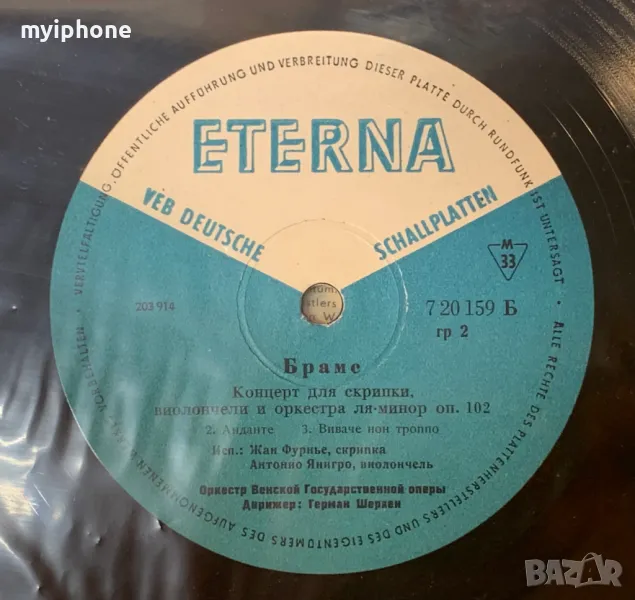 myiphone
VERVIELFÄLTIGUNG, ÖFFENTLICHE AUFFÜHRUNG UND VERBREITUNG DIESER PLATTE DURCH RUNDFUNK IST UNTERSAGT · ALLE RECHTE DES PLATTENHERSTELLERS UND DES EIGENTÜMERS DES AUFGENOMMENEN VORBEHALTEN ·
ETERNA
VEB DEUTSCHE SCHALLPLATTEN
M
33
203 914
7 20 159 Б
гр 2
Брамс
Концерт для скрипки,
виолончели и оркестра ля-минор оп. 102
2. Анданте 3. Виваче нон троппо
Исп.: Жан Фурнье, скрипка
Антонио Янигро, виолончель
Оркестр Венской Государственной оперы
Дирижер: Герман Шерхен
BAZAR